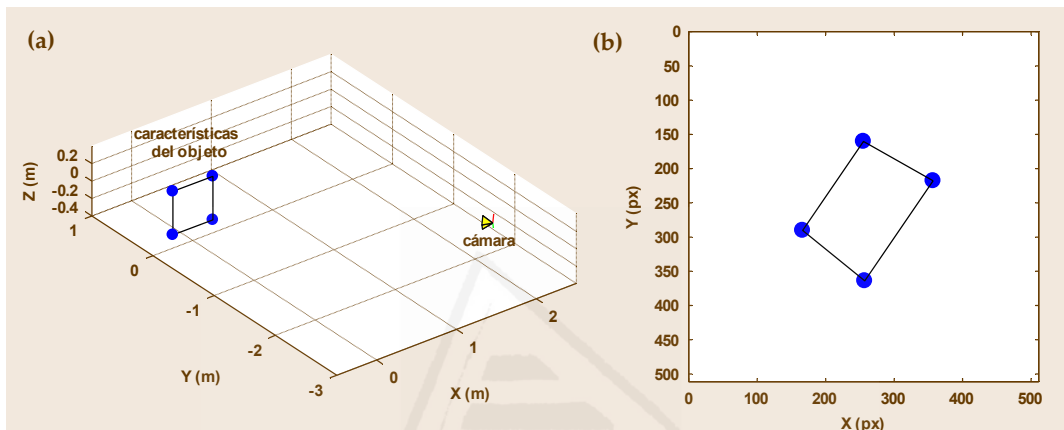 (a)
características
del objeto
cámara
Z (m)
0.2
0
-0.2
-0.4
1
0
-1
-2
-3
Y (m)
0
1
2
X (m)
(b)
0
50
100
150
200
250
300
350
400
450
500
Y (px)
0
100
200
300
400
500
X (px)